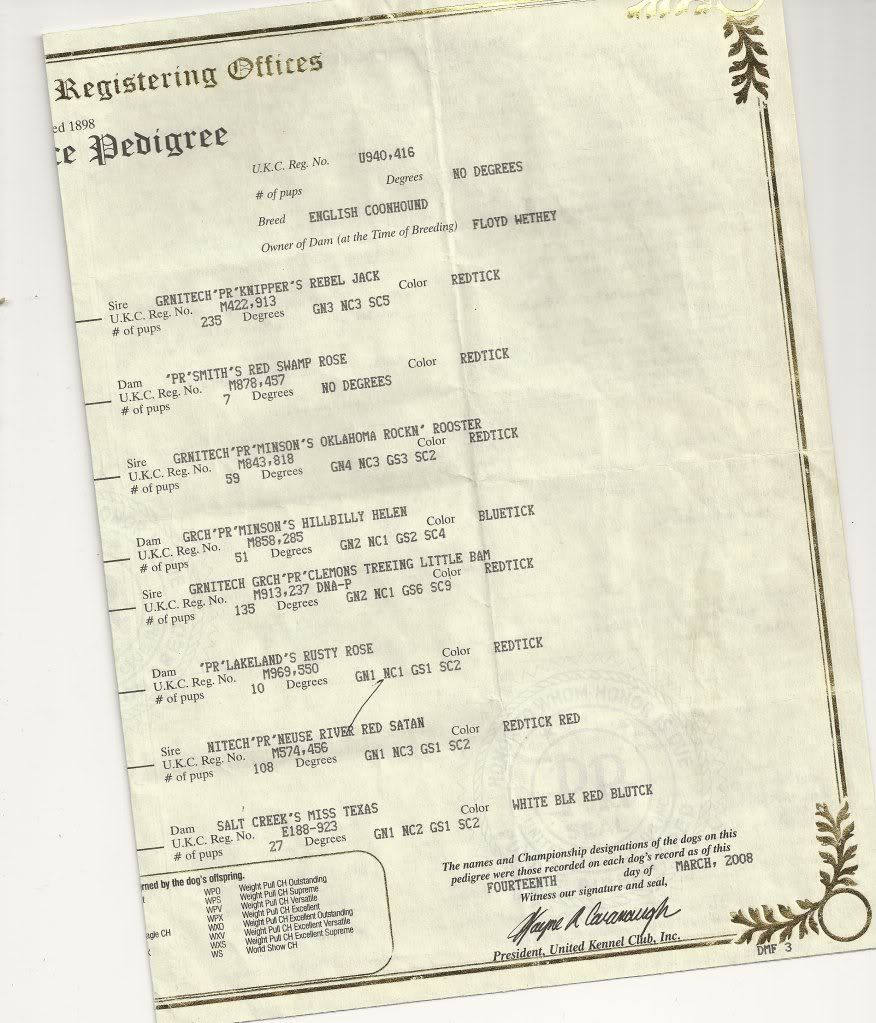 Registering Offices
ed 1898
ce Pedigree
U.K.C. Reg. No. U940,416
# of pups Degrees NO DEGREES
Breed ENGLISH COONHOUND
Owner of Dam (at the Time of Breeding) FLOYD WETHEY
Sire GRNITECH'PR'KNIPPER'S REBEL JACK Color REDTICK
U.K.C. Reg. No. M422,913
# of pups 235 Degrees GN3 NC3 SC5
Dam 'PR'SMITH'S RED SWAMP ROSE Color REDTICK
U.K.C. Reg. No. M878,457
# of pups 7 Degrees NO DEGREES
Sire GRNITECH'PR'MINSON'S OKLAHOMA ROCKN' ROOSTER
U.K.C. Reg. No. M843,818 Color REDTICK
# of pups 59 Degrees GN4 NC3 GS3 SC2
Dam GRCH'PR'MINSON'S HILLBILLY HELEN Color BLUETICK
U.K.C. Reg. No. M858,285
# of pups 51 Degrees GN2 NC1 GS2 SC4
Sire GRNITECH GRCH'PR'CLEMONS TREEING LITTLE BAM
U.K.C. Reg. No. M913,237 DNA-P Color REDTICK
# of pups 135 Degrees GN2 NC1 GS6 SC9
Dam 'PR'LAKELAND'S RUSTY ROSE Color REDTICK
U.K.C. Reg. No. M969,550
# of pups 10 Degrees GN1 NC1 GS1 SC2
Sire NITECH'PR'NEUSE RIVER RED SATAN Color REDTICK RED
U.K.C. Reg. No. M574,456
# of pups 108 Degrees GN1 NC3 GS1 SC2
Dam SALT CREEK'S MISS TEXAS Color WHITE BLK RED BLUTCK
U.K.C. Reg. No. E188-923
# of pups 27 Degrees GN1 NC2 GS1 SC2
rned by the dog's offspring.
t WPO Weight Pull CH Outstanding
WPS Weight Pull CH Supreme
WPV Weight Pull CH Versatile
WPX Weight Pull CH Excellent
agle CH WXO Weight Pull CH Excellent Outstanding
WXV Weight Pull CH Excellent Versatile
WXS Weight Pull CH Excellent Supreme
WS World Show CH
The names and Championship designations of the dogs on this
pedigree were those recorded on each dog's record as of this
FOURTEENTH day of MARCH, 2008
Witness our signature and seal,
Wayne R Cavanaugh
President, United Kennel Club, Inc.
DMF 3